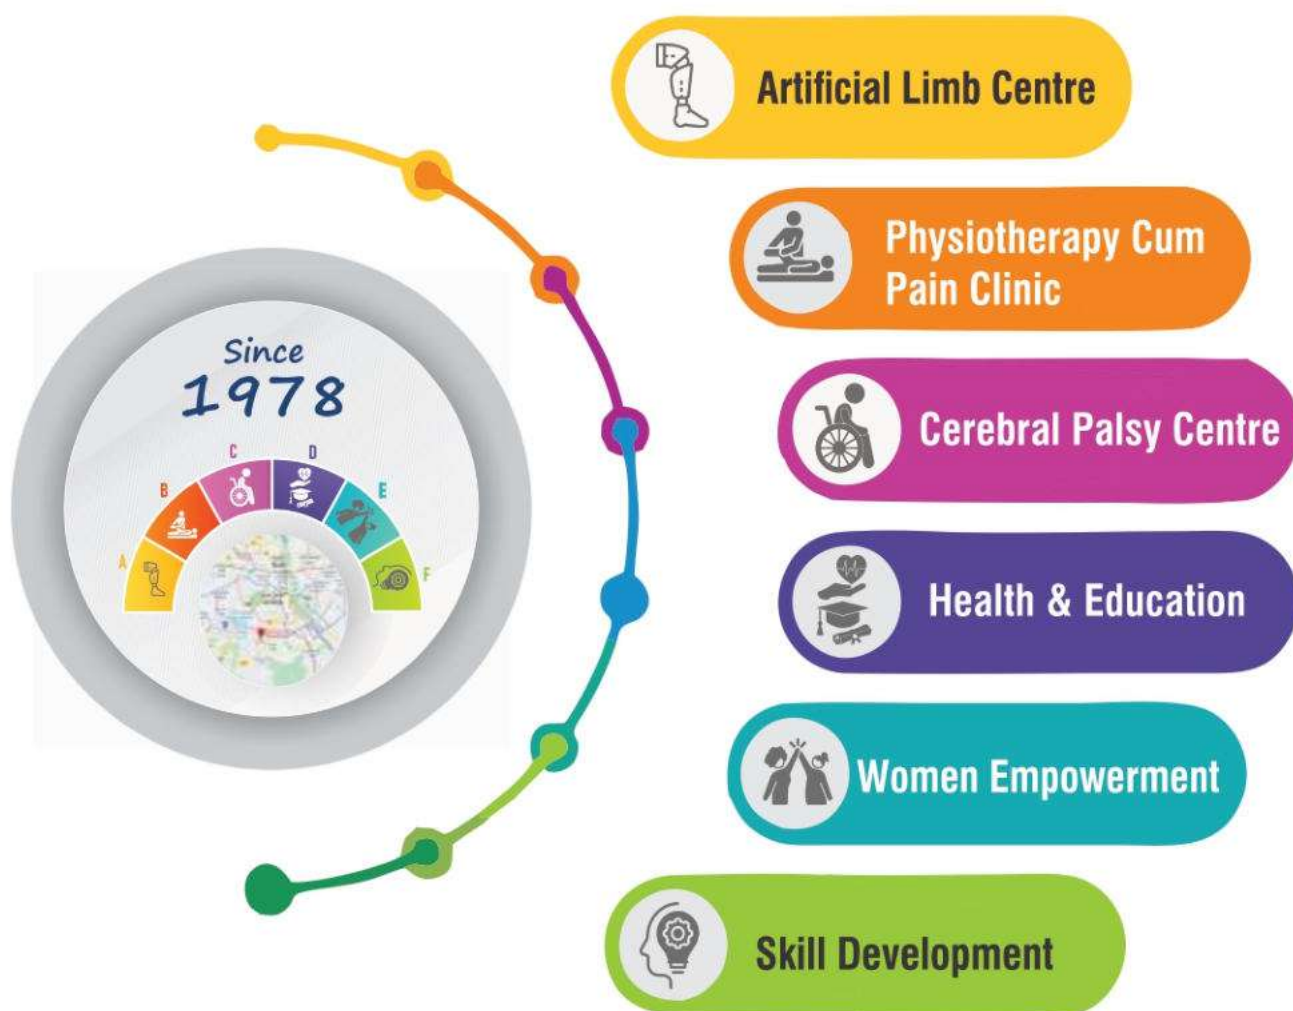 Since
1978
A
B
C
D
E
F
Artificial Limb Centre
Physiotherapy Cum
Pain Clinic
Cerebral Palsy Centre
Health & Education
Women Empowerment
Skill Development